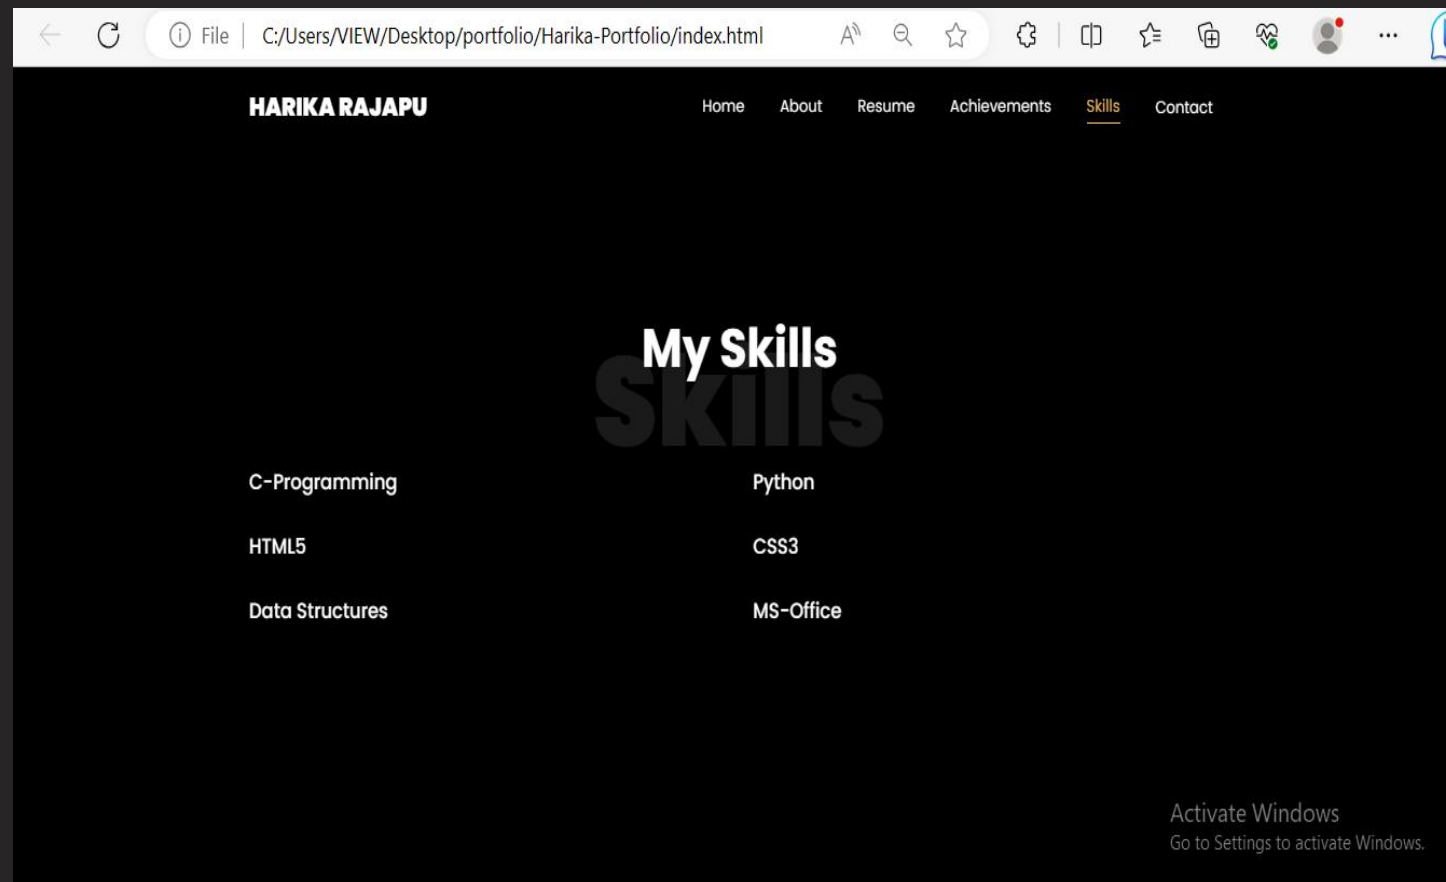 File C:/Users/VIEW/Desktop/portfolio/Harika-Portfolio/index.html
HARIKA RAJAPU Home About Resume Achievements Skills Contact
My Skills
Skills
C-Programming Python
HTML5 CSS3
Data Structures MS-Office
Activate Windows
Go to Settings to activate Windows.